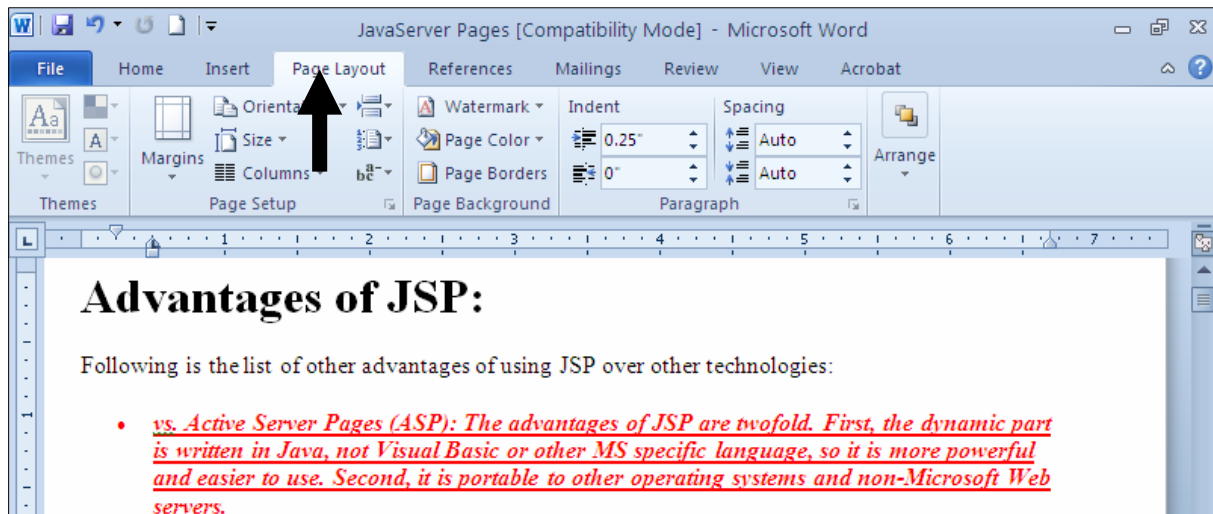 W JavaServer Pages [Compatibility Mode] - Microsoft Word
File Home Insert Page Layout References Mailings Review View Acrobat
Aa Watermark Indent Spacing
A Size Page Color 0.25" Auto
Themes Margins Columns Page Borders 0" Auto Arrange
Themes Page Setup Page Background Paragraph
L 1 2 3 4 5 6 7
Advantages of JSP:
Following is the list of other advantages of using JSP over other technologies:
1
• vs. Active Server Pages (ASP): The advantages of JSP are twofold. First, the dynamic part
is written in Java, not Visual Basic or other MS specific language, so it is more powerful
and easier to use. Second, it is portable to other operating systems and non-Microsoft Web
servers.